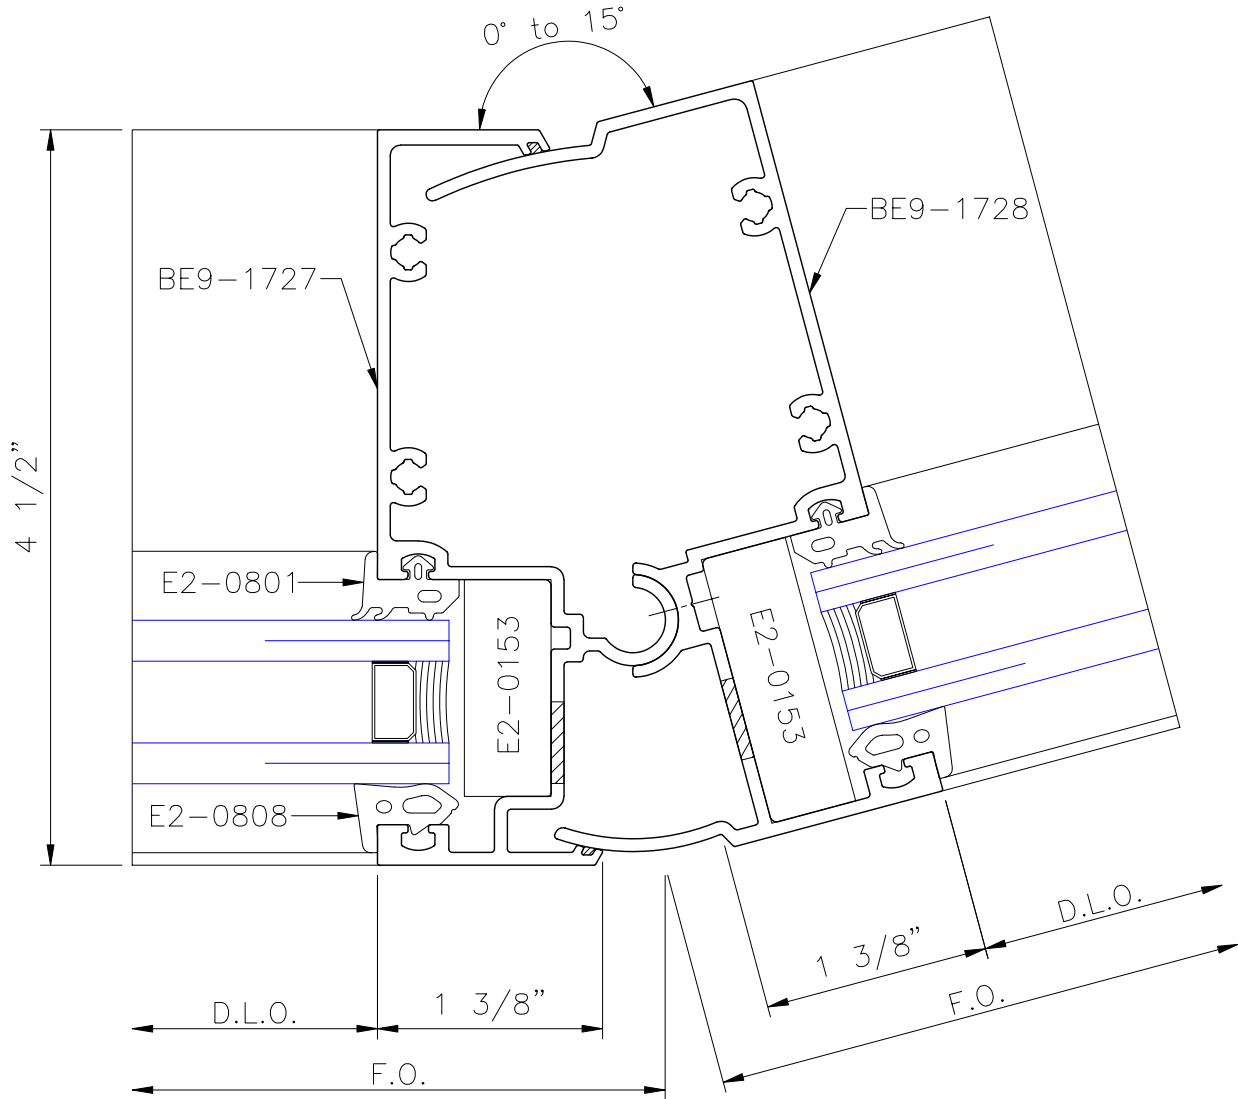 0° to 15°
BE9-1728
BE9-1727
4 1/2”
E2-0801
E2-0153
E2-0153
E2-0808
D.L.O.
1 3/8”
1 3/8”
D.L.O.
F.O.
F.O.